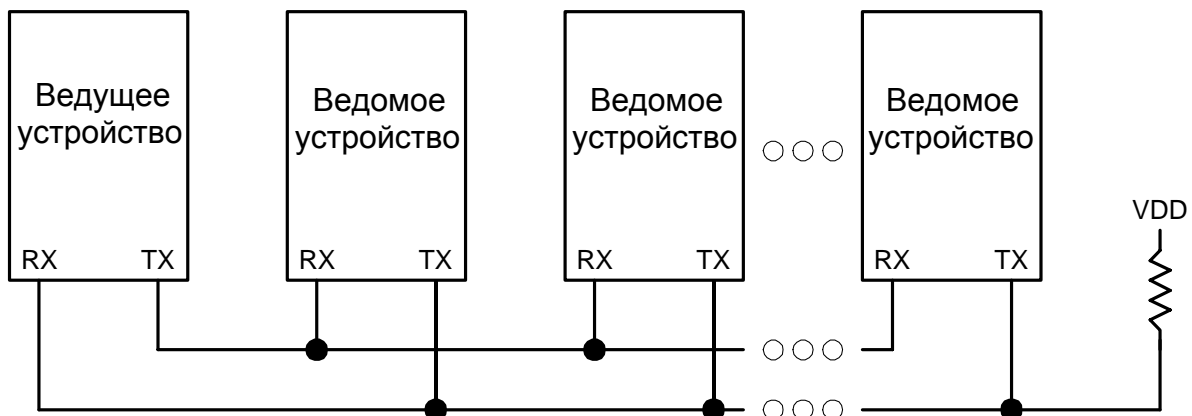 Ведущее
устройство
Ведомое
устройство
Ведомое
устройство
Ведомое
устройство
VDD
RX TX
RX TX
RX TX
RX TX